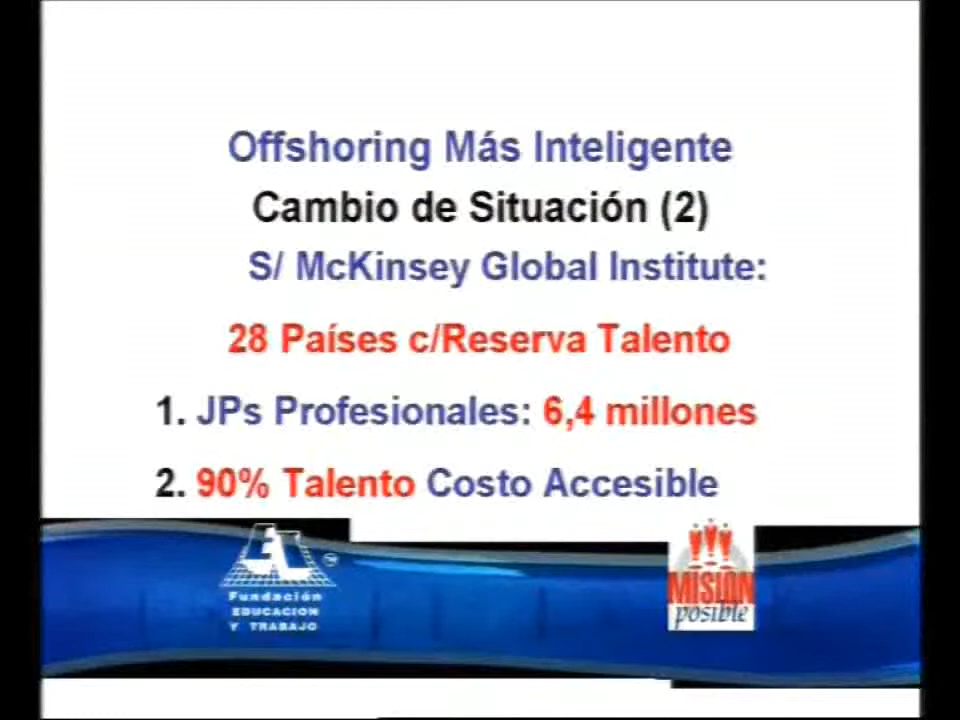 Offshoring Más Inteligente
Cambio de Situación (2)
S/ McKinsey Global Institute:
28 Países c/Reserva Talento
1. JPs Profesionales: 6,4 millones
2. 90% Talento Costo Accesible
Fundación
EDUCACION
Y TRABAJO
MISION
posible